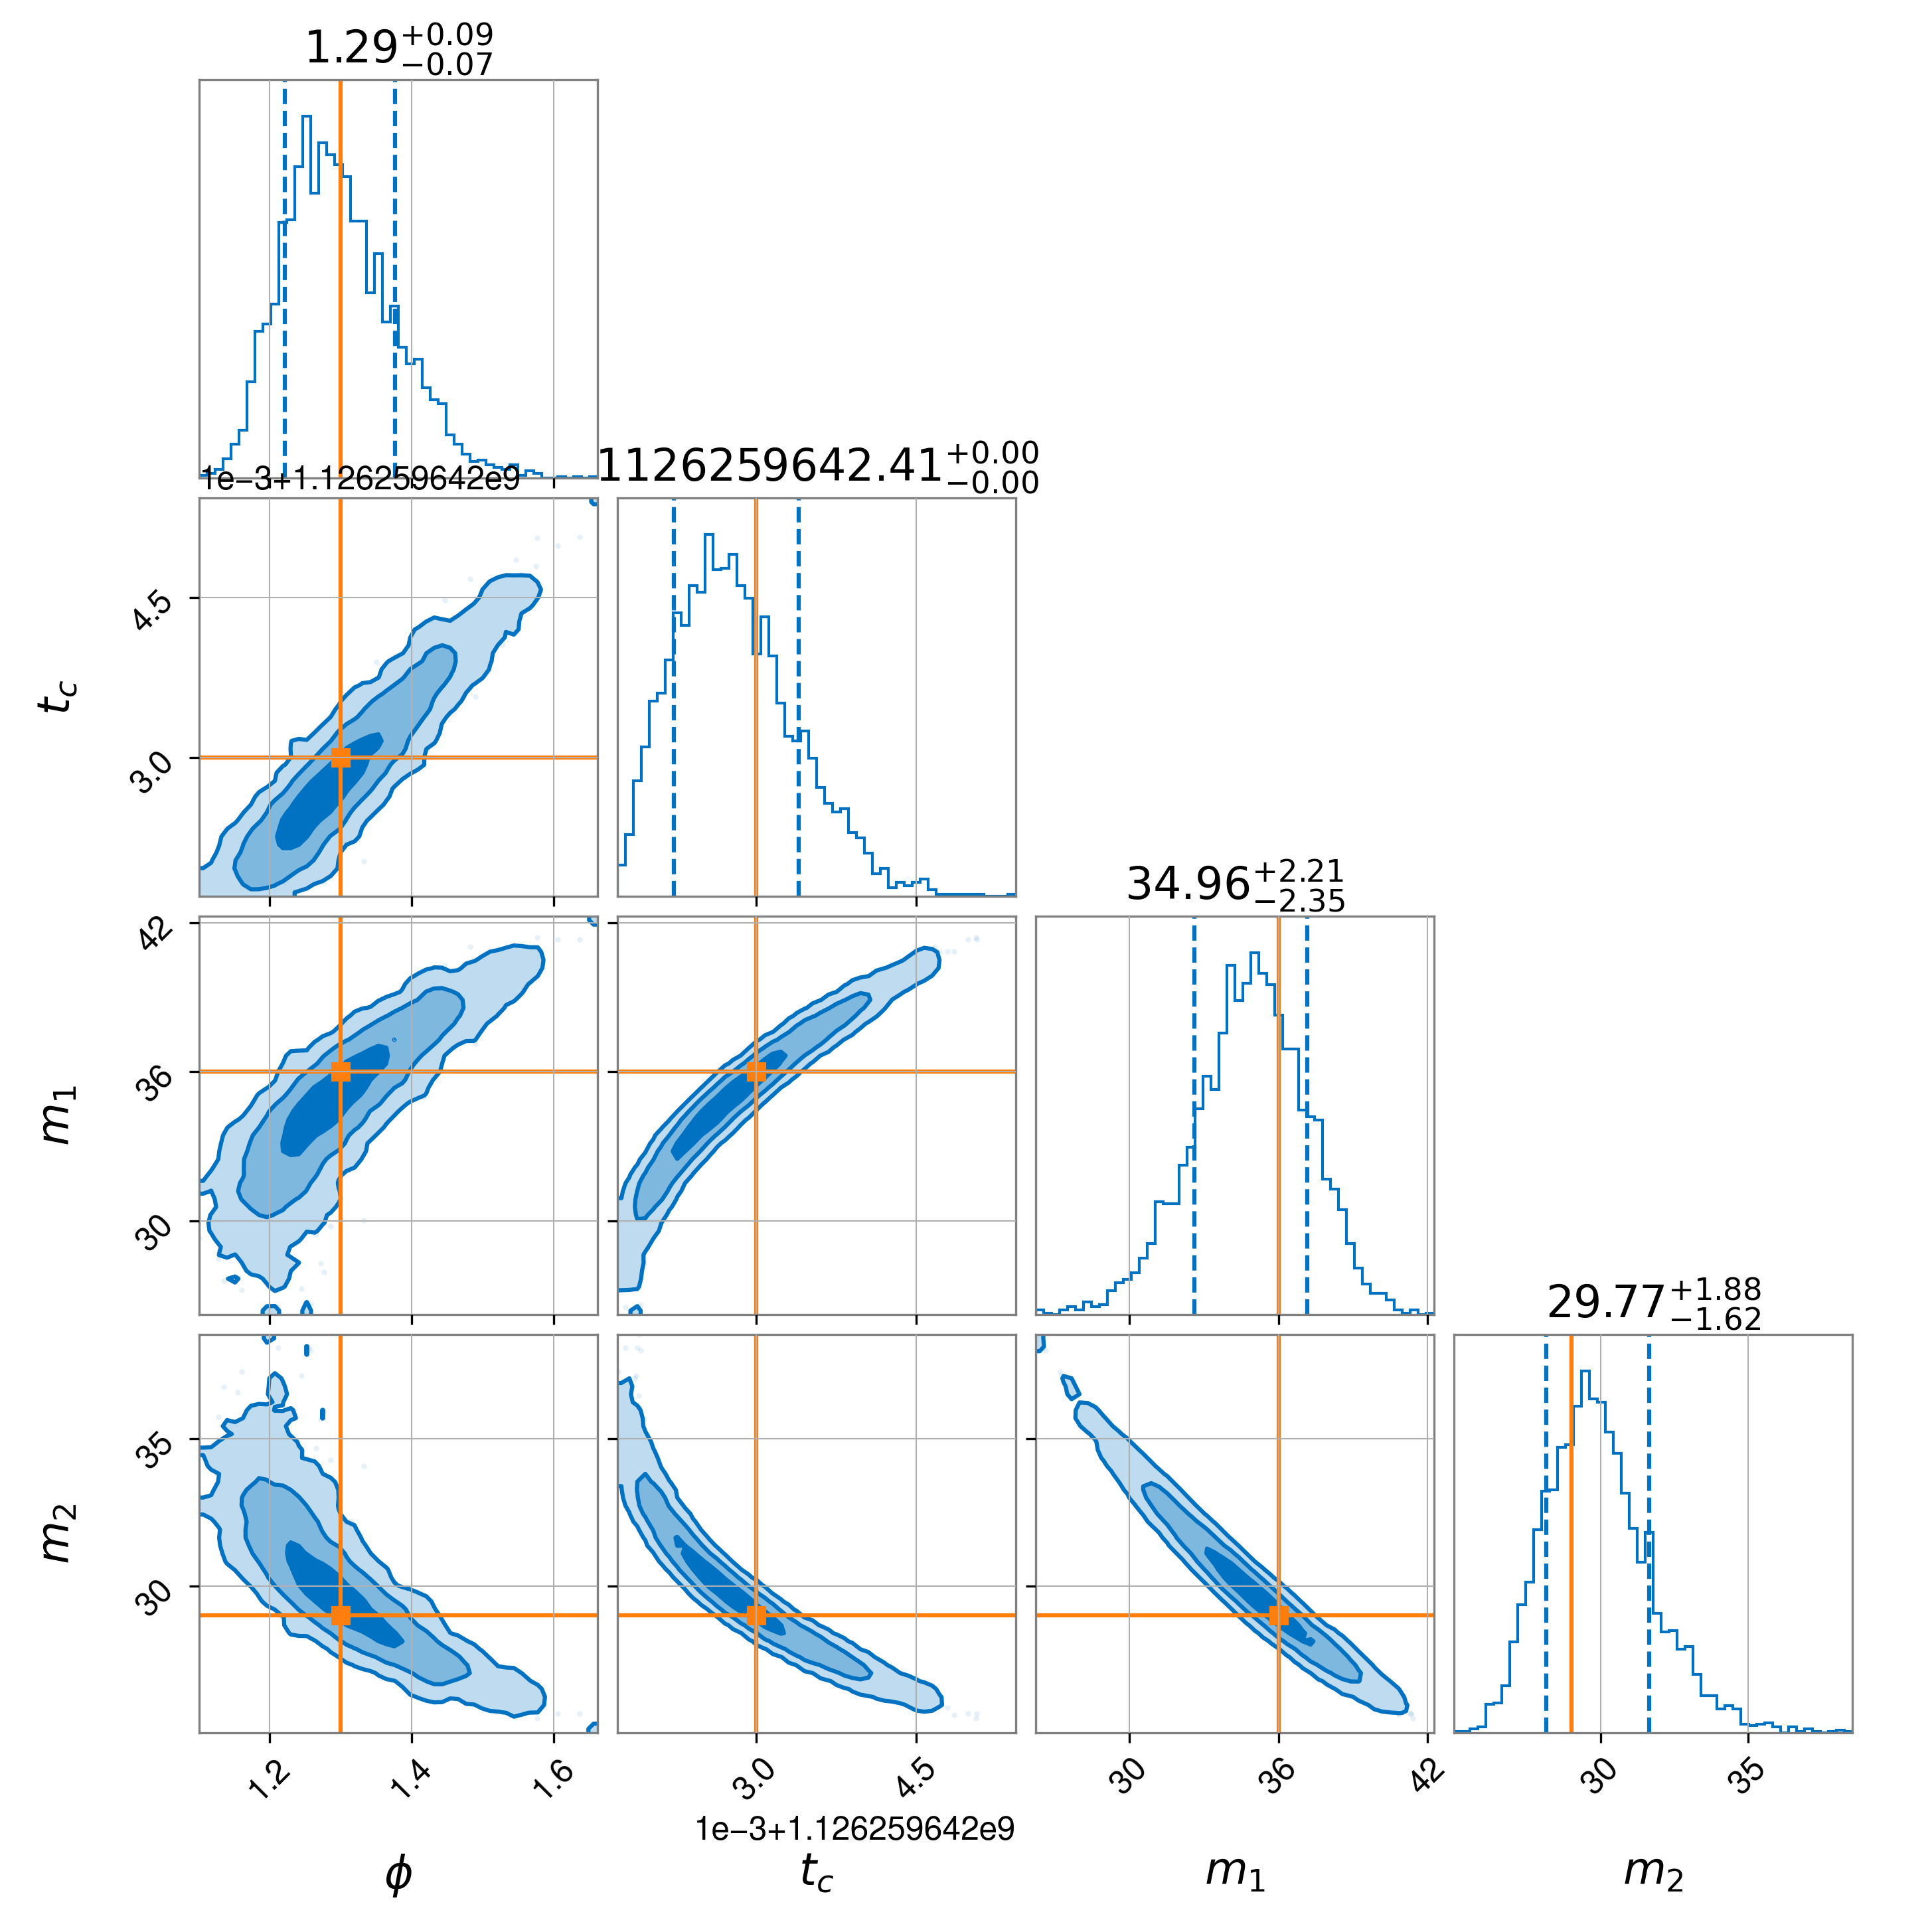 1.29+0.09−0.07
1e−3+1.126259642e9
1126259642.41+0.00−0.00
4.5
3.0
t_c
34.96+2.21−2.35
42
36
30
m_1
29.77+1.88−1.62
35
30
m_2
1.2 1.4 1.6 3.0 4.5 30 36 42 30 35
1e−3+1.126259642e9
ϕ t_c m_1 m_2